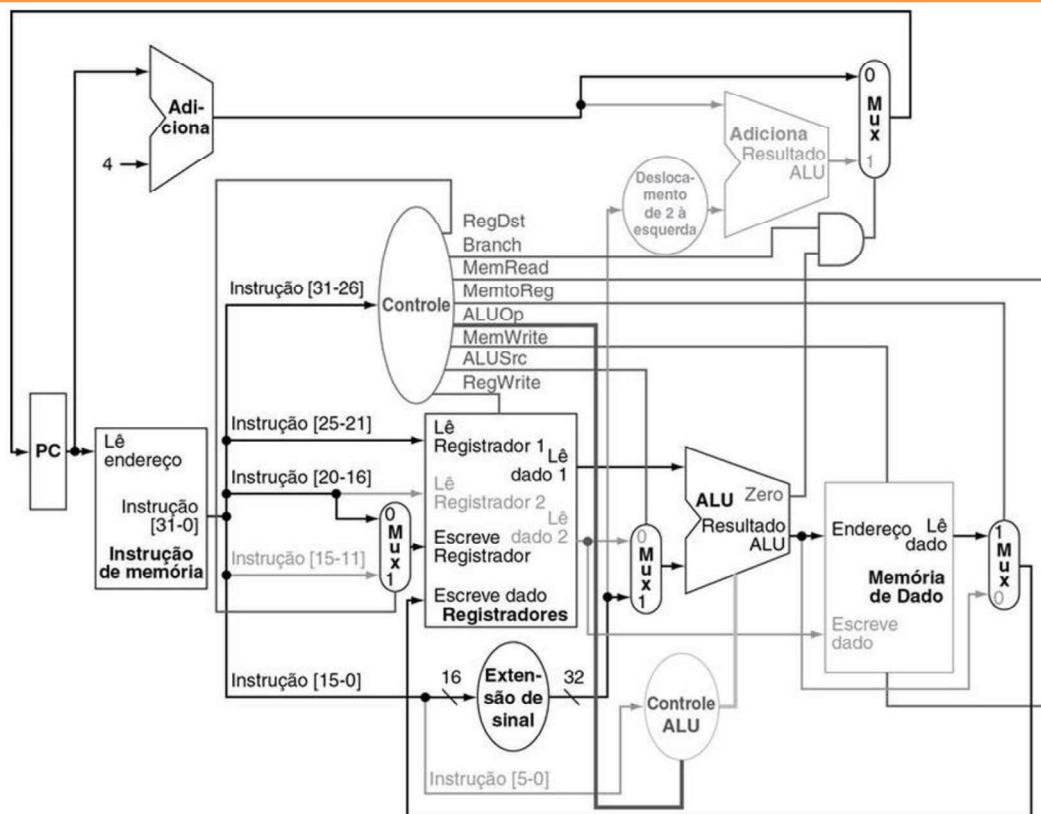 Adi-
ciona
4
0
Mux
1
Adiciona
Resultado
ALU
Desloca-
mento
de 2 à
esquerda
RegDst
Branch
MemRead
MemtoReg
ALUOp
MemWrite
ALUSrc
RegWrite
Controle
Instrução [31-26]
PC
Lê
endereço
Instrução
[31-0]
Instrução
de memória
Instrução [25-21]
Instrução [20-16]
Instrução [15-11]
0
Mux
1
Lê
Registrador 1
Lê
Registrador 2
Escreve
Registrador
Escreve dado
Lê
dado 1
Lê
dado 2
Registradores
0
Mux
1
ALU
Zero
Resultado
ALU
Endereço
Lê
dado
Memória
de Dado
Escreve
dado
1
Mux
0
Instrução [15-0]
16
Exten-
são de
sinal
32
Controle
ALU
Instrução [5-0]